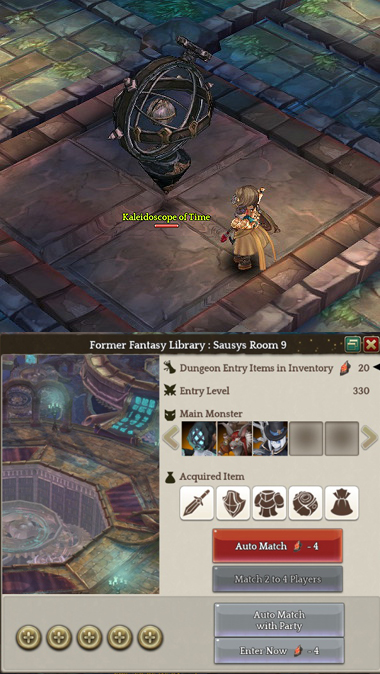 Kaleidoscope of Time
Former Fantasy Library : Sausys Room 9
Dungeon Entry Items in Inventory 20
Entry Level 330
Main Monster
Acquired Item
Auto Match - 4
Match 2 to 4 Players
Auto Match
with Party
Enter Now - 4